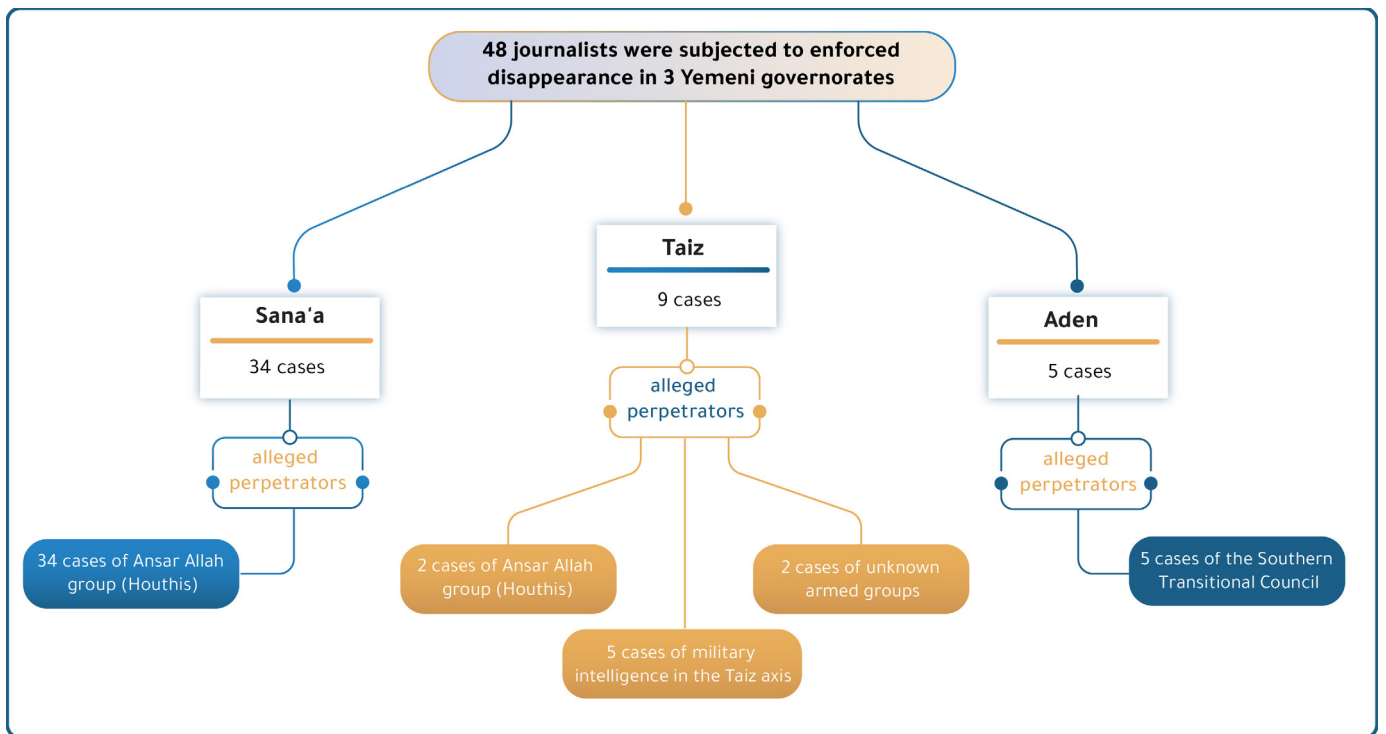 48 journalists were subjected to enforced
disappearance in 3 Yemeni governorates
Sana‘a
34 cases
alleged
perpetrators
34 cases of Ansar Allah
group (Houthis)
Taiz
9 cases
alleged
perpetrators
2 cases of Ansar Allah
group (Houthis)
5 cases of military
intelligence in the Taiz axis
2 cases of unknown
armed groups
Aden
5 cases
alleged
perpetrators
5 cases of the Southern
Transitional Council